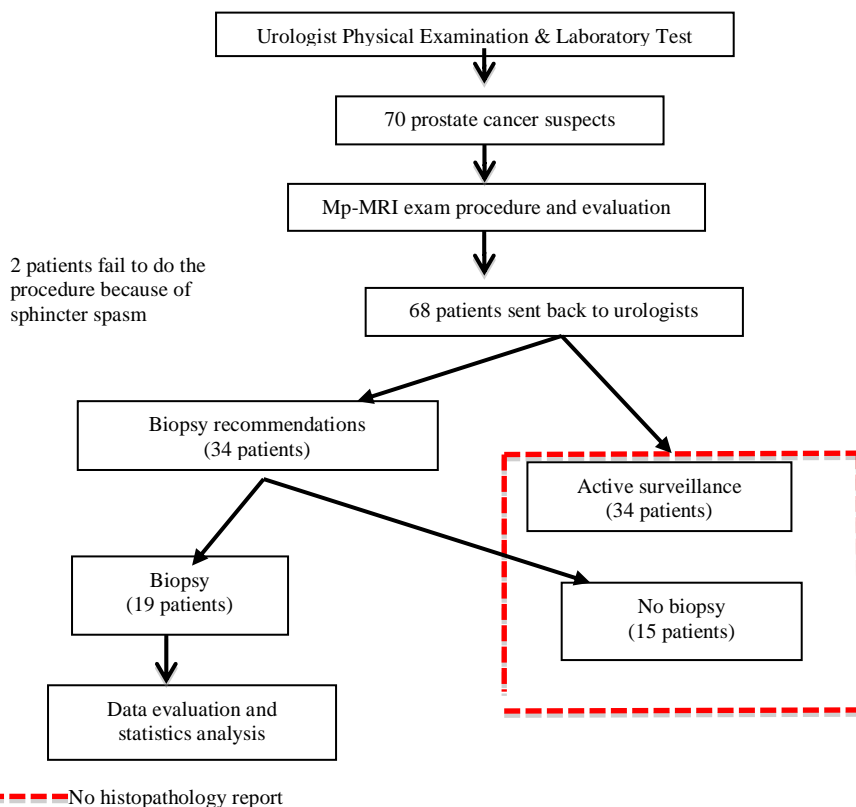 Urologist Physical Examination & Laboratory Test
70 prostate cancer suspects
Mp-MRI exam procedure and evaluation
2 patients fail to do the
procedure because of
sphincter spasm
68 patients sent back to urologists
Biopsy recommendations
(34 patients)
Active surveillance
(34 patients)
Biopsy
(19 patients)
No biopsy
(15 patients)
Data evaluation and
statistics analysis
No histopathology report